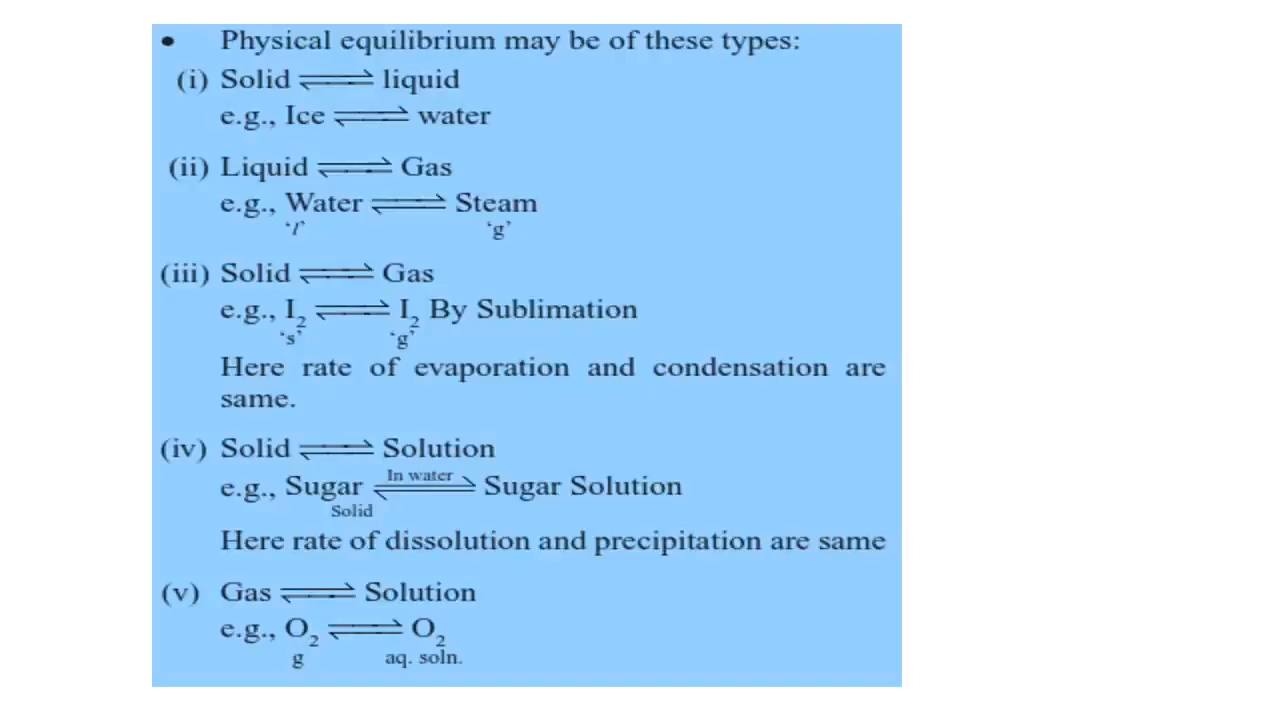 • Physical equilibrium may be of these types:
(i) Solid ⇌ liquid
e.g., Ice ⇌ water
(ii) Liquid ⇌ Gas
e.g., Water ⇌ Steam
‘l’ ‘g’
(iii) Solid ⇌ Gas
e.g., I₂ ⇌ I₂ By Sublimation
‘s’ ‘g’
Here rate of evaporation and condensation are
same.
(iv) Solid ⇌ Solution
In water
e.g., Sugar ⇌ Sugar Solution
Solid
Here rate of dissolution and precipitation are same
(v) Gas ⇌ Solution
e.g., O₂ ⇌ O₂
g aq. soln.